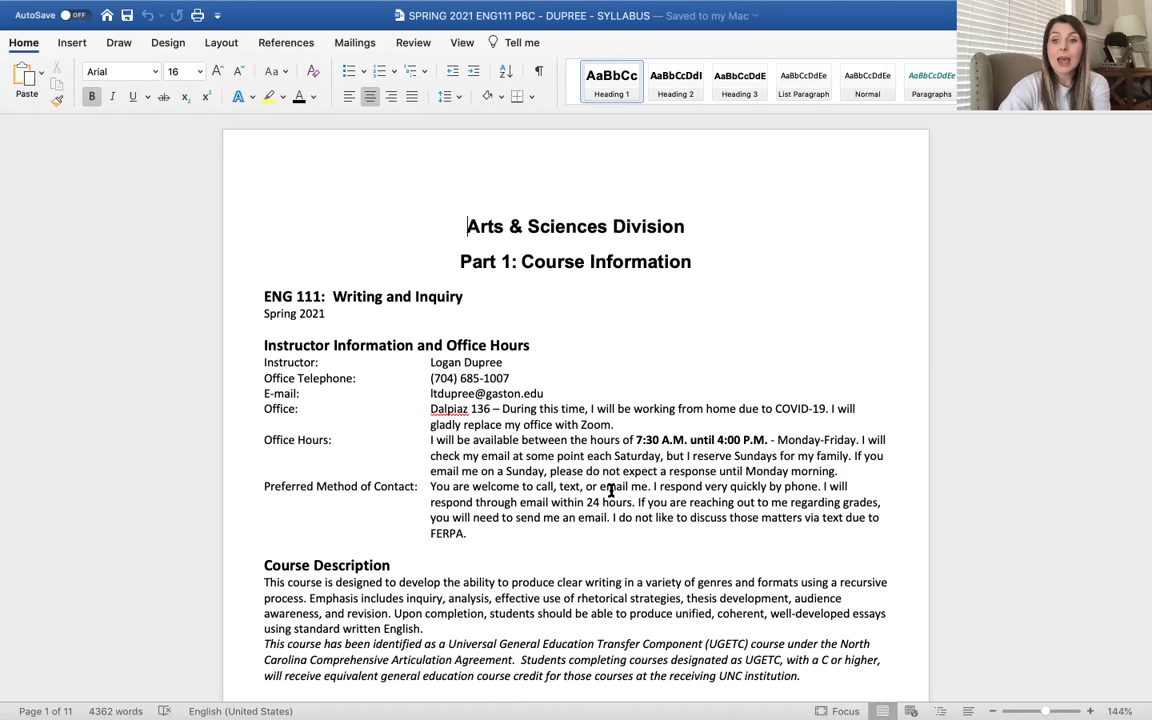 AutoSave OFF
SPRING 2021 ENG111 P6C - DUPREE - SYLLABUS — Saved to my Mac
Home Insert Draw Design Layout References Mailings Review View Tell me
Paste
Arial 16
Aa
B I U ab X2 X2 A A
AaBbCc AaBbCcDdI AaBbCcDdE AaBbCcDdEe AaBbCcDdEe AaBbCcDdEe
Heading 1 Heading 2 Heading 3 List Paragraph Normal Paragraphs
Arts & Sciences Division
Part 1: Course Information
ENG 111: Writing and Inquiry
Spring 2021
Instructor Information and Office Hours
Instructor: Logan Dupree
Office Telephone: (704) 685-1007
E-mail: ltdupree@gaston.edu
Office: Dalpiaz 136 – During this time, I will be working from home due to COVID-19. I will
gladly replace my office with Zoom.
Office Hours: I will be available between the hours of 7:30 A.M. until 4:00 P.M. - Monday-Friday. I will
check my email at some point each Saturday, but I reserve Sundays for my family. If you
email me on a Sunday, please do not expect a response until Monday morning.
Preferred Method of Contact: You are welcome to call, text, or email me. I respond very quickly by phone. I will
respond through email within 24 hours. If you are reaching out to me regarding grades,
you will need to send me an email. I do not like to discuss those matters via text due to
FERPA.
Course Description
This course is designed to develop the ability to produce clear writing in a variety of genres and formats using a recursive
process. Emphasis includes inquiry, analysis, effective use of rhetorical strategies, thesis development, audience
awareness, and revision. Upon completion, students should be able to produce unified, coherent, well-developed essays
using standard written English.
This course has been identified as a Universal General Education Transfer Component (UGETC) course under the North
Carolina Comprehensive Articulation Agreement. Students completing courses designated as UGETC, with a C or higher,
will receive equivalent general education course credit for those courses at the receiving UNC institution.
Page 1 of 11 4362 words English (United States) Focus 144%